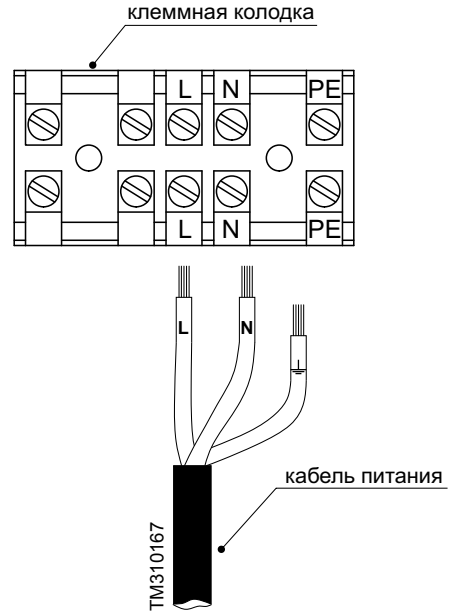 клеммная колодка
L N PE
L N PE
L N
кабель питания
TM310167